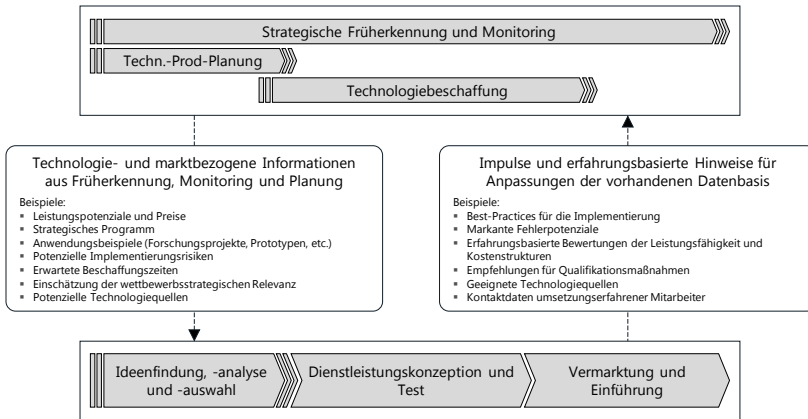 Strategische Früherkennung und Monitoring
Techn.-Prod-Planung
Technologiebeschaffung
Technologie- und marktbezogene Informationen
aus Früherkennung, Monitoring und Planung
Beispiele:
▪ Leistungspotenziale und Preise
▪ Strategisches Programm
▪ Anwendungsbeispiele (Forschungsprojekte, Prototypen, etc.)
▪ Potenzielle Implementierungsrisiken
▪ Erwartete Beschaffungszeiten
▪ Einschätzung der wettbewerbsstrategischen Relevanz
▪ Potenzielle Technologiequellen
Impulse und erfahrungsbasierte Hinweise für
Anpassungen der vorhandenen Datenbasis
Beispiele:
▪ Best-Practices für die Implementierung
▪ Markante Fehlerpotenziale
▪ Erfahrungsbasierte Bewertungen der Leistungsfähigkeit und
Kostenstrukturen
▪ Empfehlungen für Qualifikationsmaßnahmen
▪ Geeignete Technologiequellen
▪ Kontaktdaten umsetzungserfahrener Mitarbeiter
Ideenfindung, -analyse
und -auswahl
Dienstleistungskonzeption und
Test
Vermarktung und
Einführung